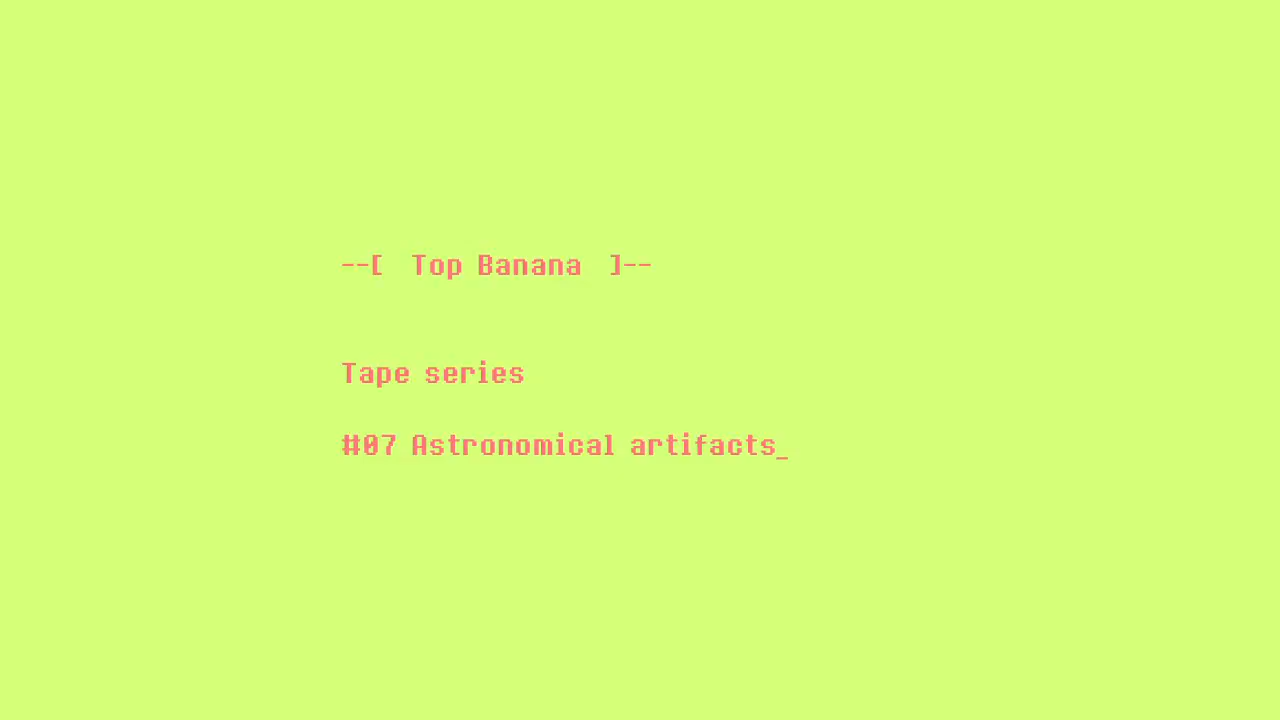 --[ Top Banana ]--
Tape series
#07 Astronomical artifacts_